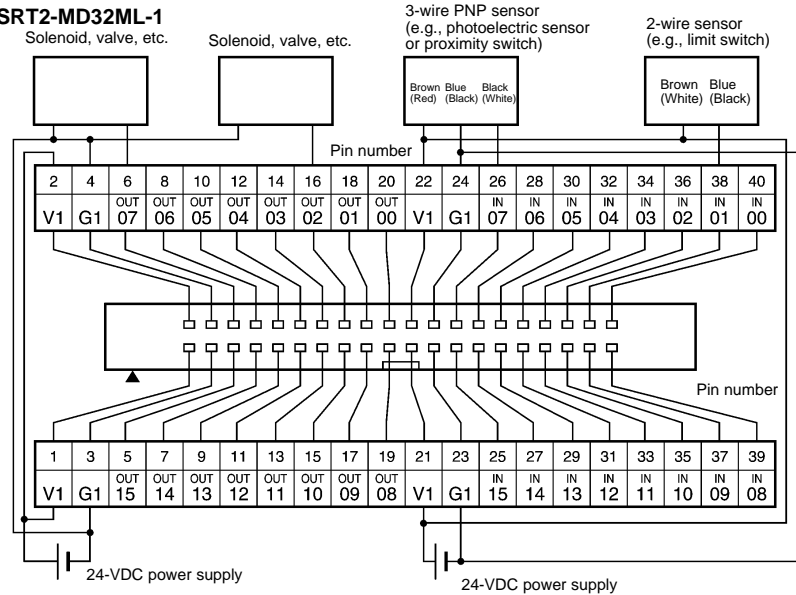 SRT2-MD32ML-1
Solenoid, valve, etc.
Solenoid, valve, etc.
3-wire PNP sensor
(e.g., photoelectric sensor
or proximity switch)
2-wire sensor
(e.g., limit switch)
Brown Blue Black
(Red) (Black) (White)
Brown Blue
(White) (Black)
Pin number
2 4 6 8 10 12 14 16 18 20 22 24 26 28 30 32 34 36 38 40
OUT OUT OUT OUT OUT OUT OUT OUT IN IN IN IN IN IN IN IN
V1 G1 07 06 05 04 03 02 01 00 V1 G1 07 06 05 04 03 02 01 00
Pin number
1 3 5 7 9 11 13 15 17 19 21 23 25 27 29 31 33 35 37 39
OUT OUT OUT OUT OUT OUT OUT OUT IN IN IN IN IN IN IN IN
V1 G1 15 14 13 12 11 10 09 08 V1 G1 15 14 13 12 11 10 09 08
24-VDC power supply
24-VDC power supply